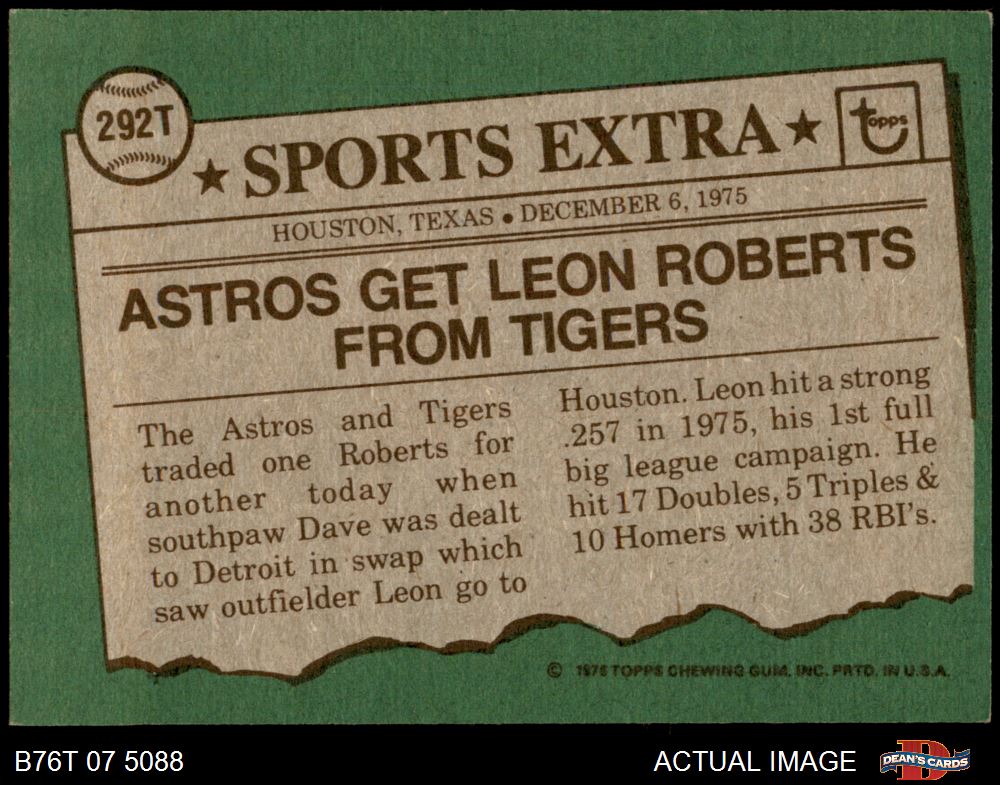 292T
★ SPORTS EXTRA ★
topps
HOUSTON, TEXAS • DECEMBER 6, 1975
ASTROS GET LEON ROBERTS
FROM TIGERS
The Astros and Tigers
traded one Roberts for
another today when
southpaw Dave was dealt
to Detroit in swap which
saw outfielder Leon go to
Houston. Leon hit a strong
.257 in 1975, his 1st full
big league campaign. He
hit 17 Doubles, 5 Triples &
10 Homers with 38 RBI's.
© 1976 TOPPS CHEWING GUM, INC. PRTD. IN U.S.A.
B76T 07 5088
ACTUAL IMAGE
DEAN'S CARDS